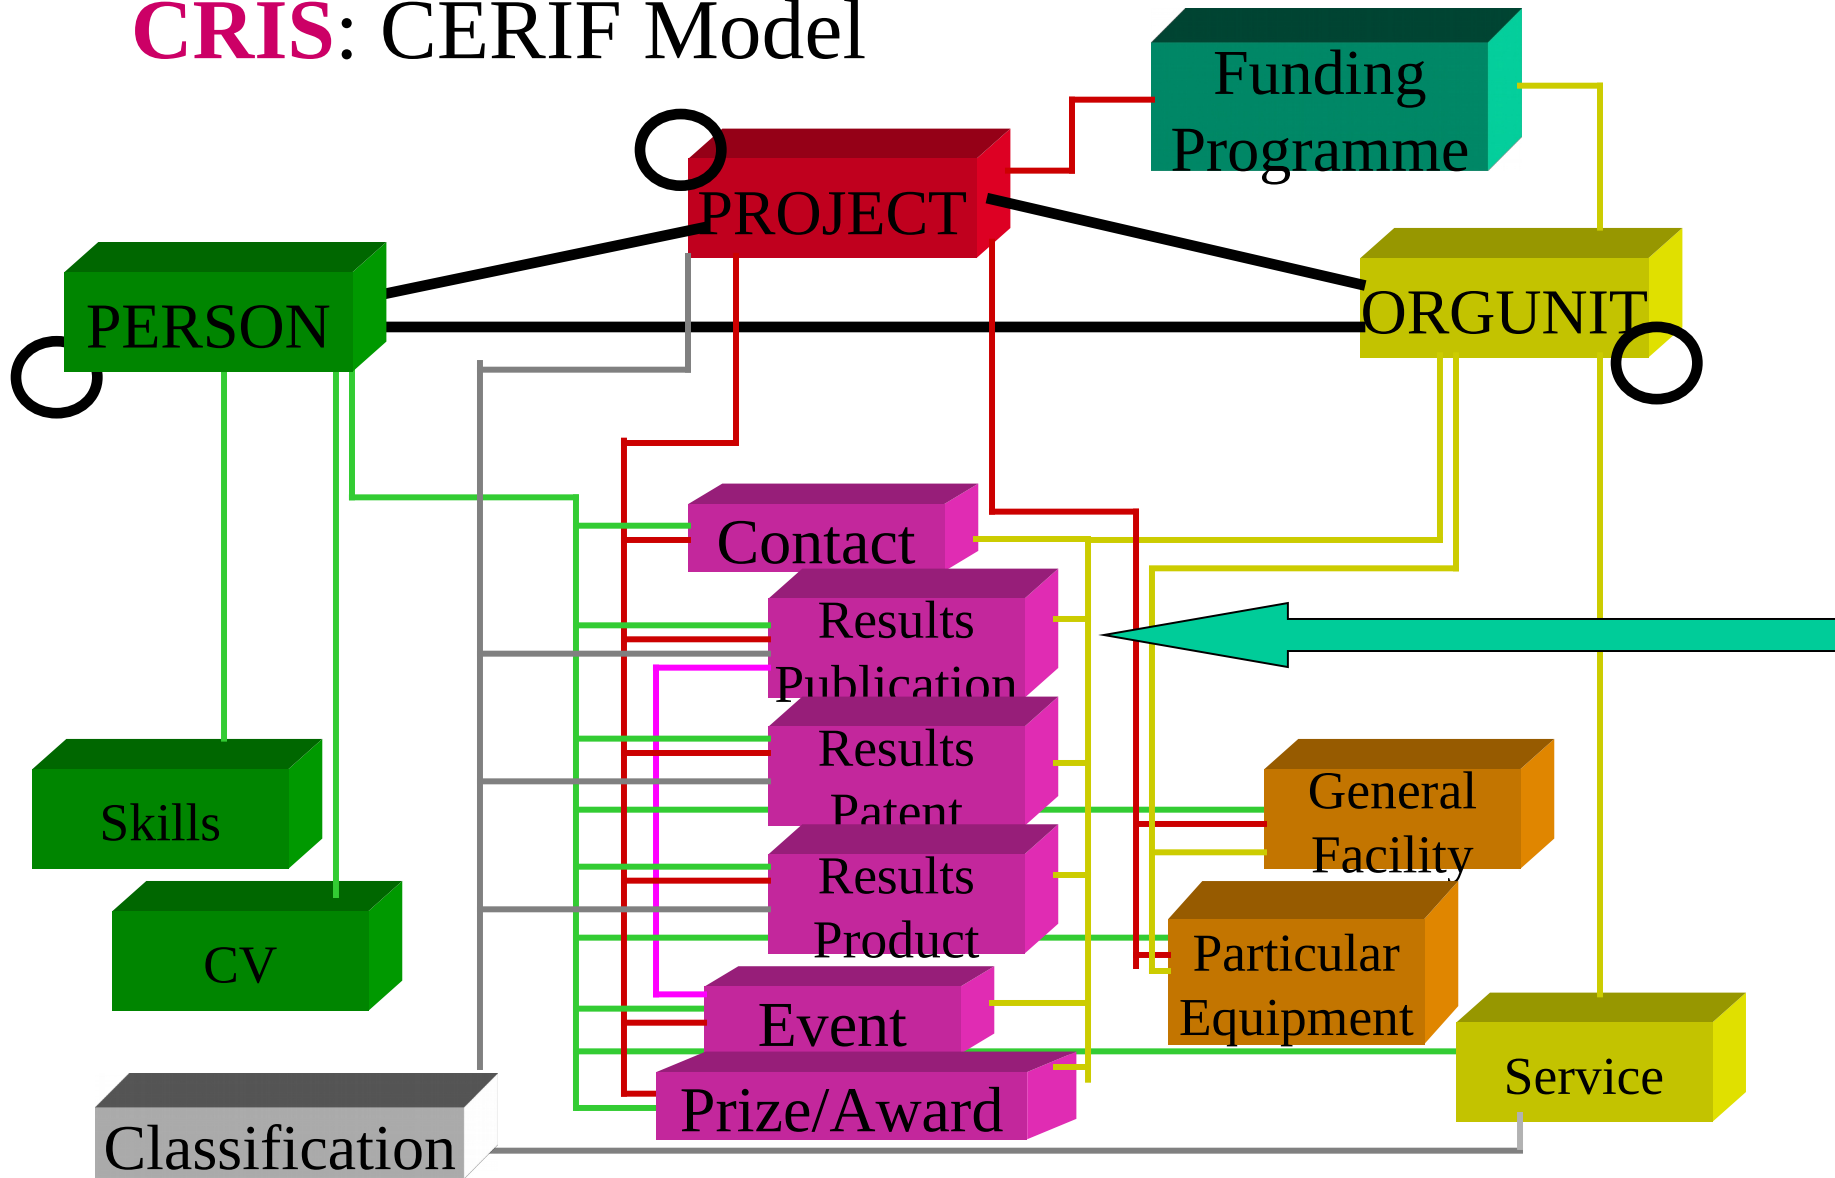 CRIS: CERIF Model
Funding
Programme
PROJECT
PERSON
ORGUNIT
Contact
Results
Publication
Results
Patent
Results
Product
Event
Prize/Award
Skills
CV
Classification
General
Facility
Particular
Equipment
Service